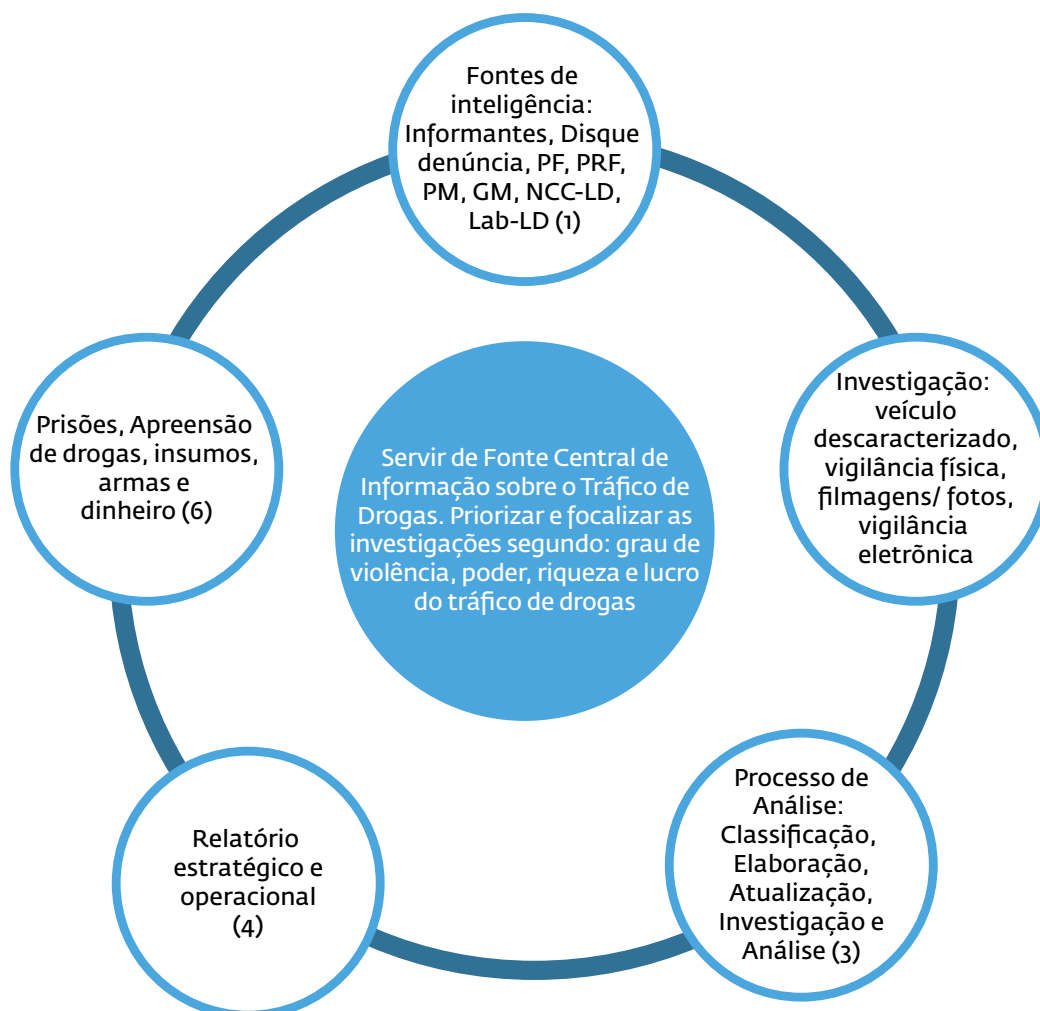 Fontes de
inteligência:
Informantes, Disque
denúncia, PF, PRF,
PM, GM, NCC-LD,
Lab-LD (1)
Investigação:
veículo
descaracterizado,
vigilância física,
filmagens/ fotos,
vigilância
eletrõnica
Processo de
Análise:
Classificação,
Elaboração,
Atualização,
Investigação e
Análise (3)
Relatório
estratégico e
operacional
(4)
Prisões, Apreensão
de drogas, insumos,
armas e
dinheiro (6)
Servir de Fonte Central de
Informação sobre o Tráfico de
Drogas. Priorizar e focalizar as
investigações segundo: grau de
violência, poder, riqueza e lucro
do tráfico de drogas